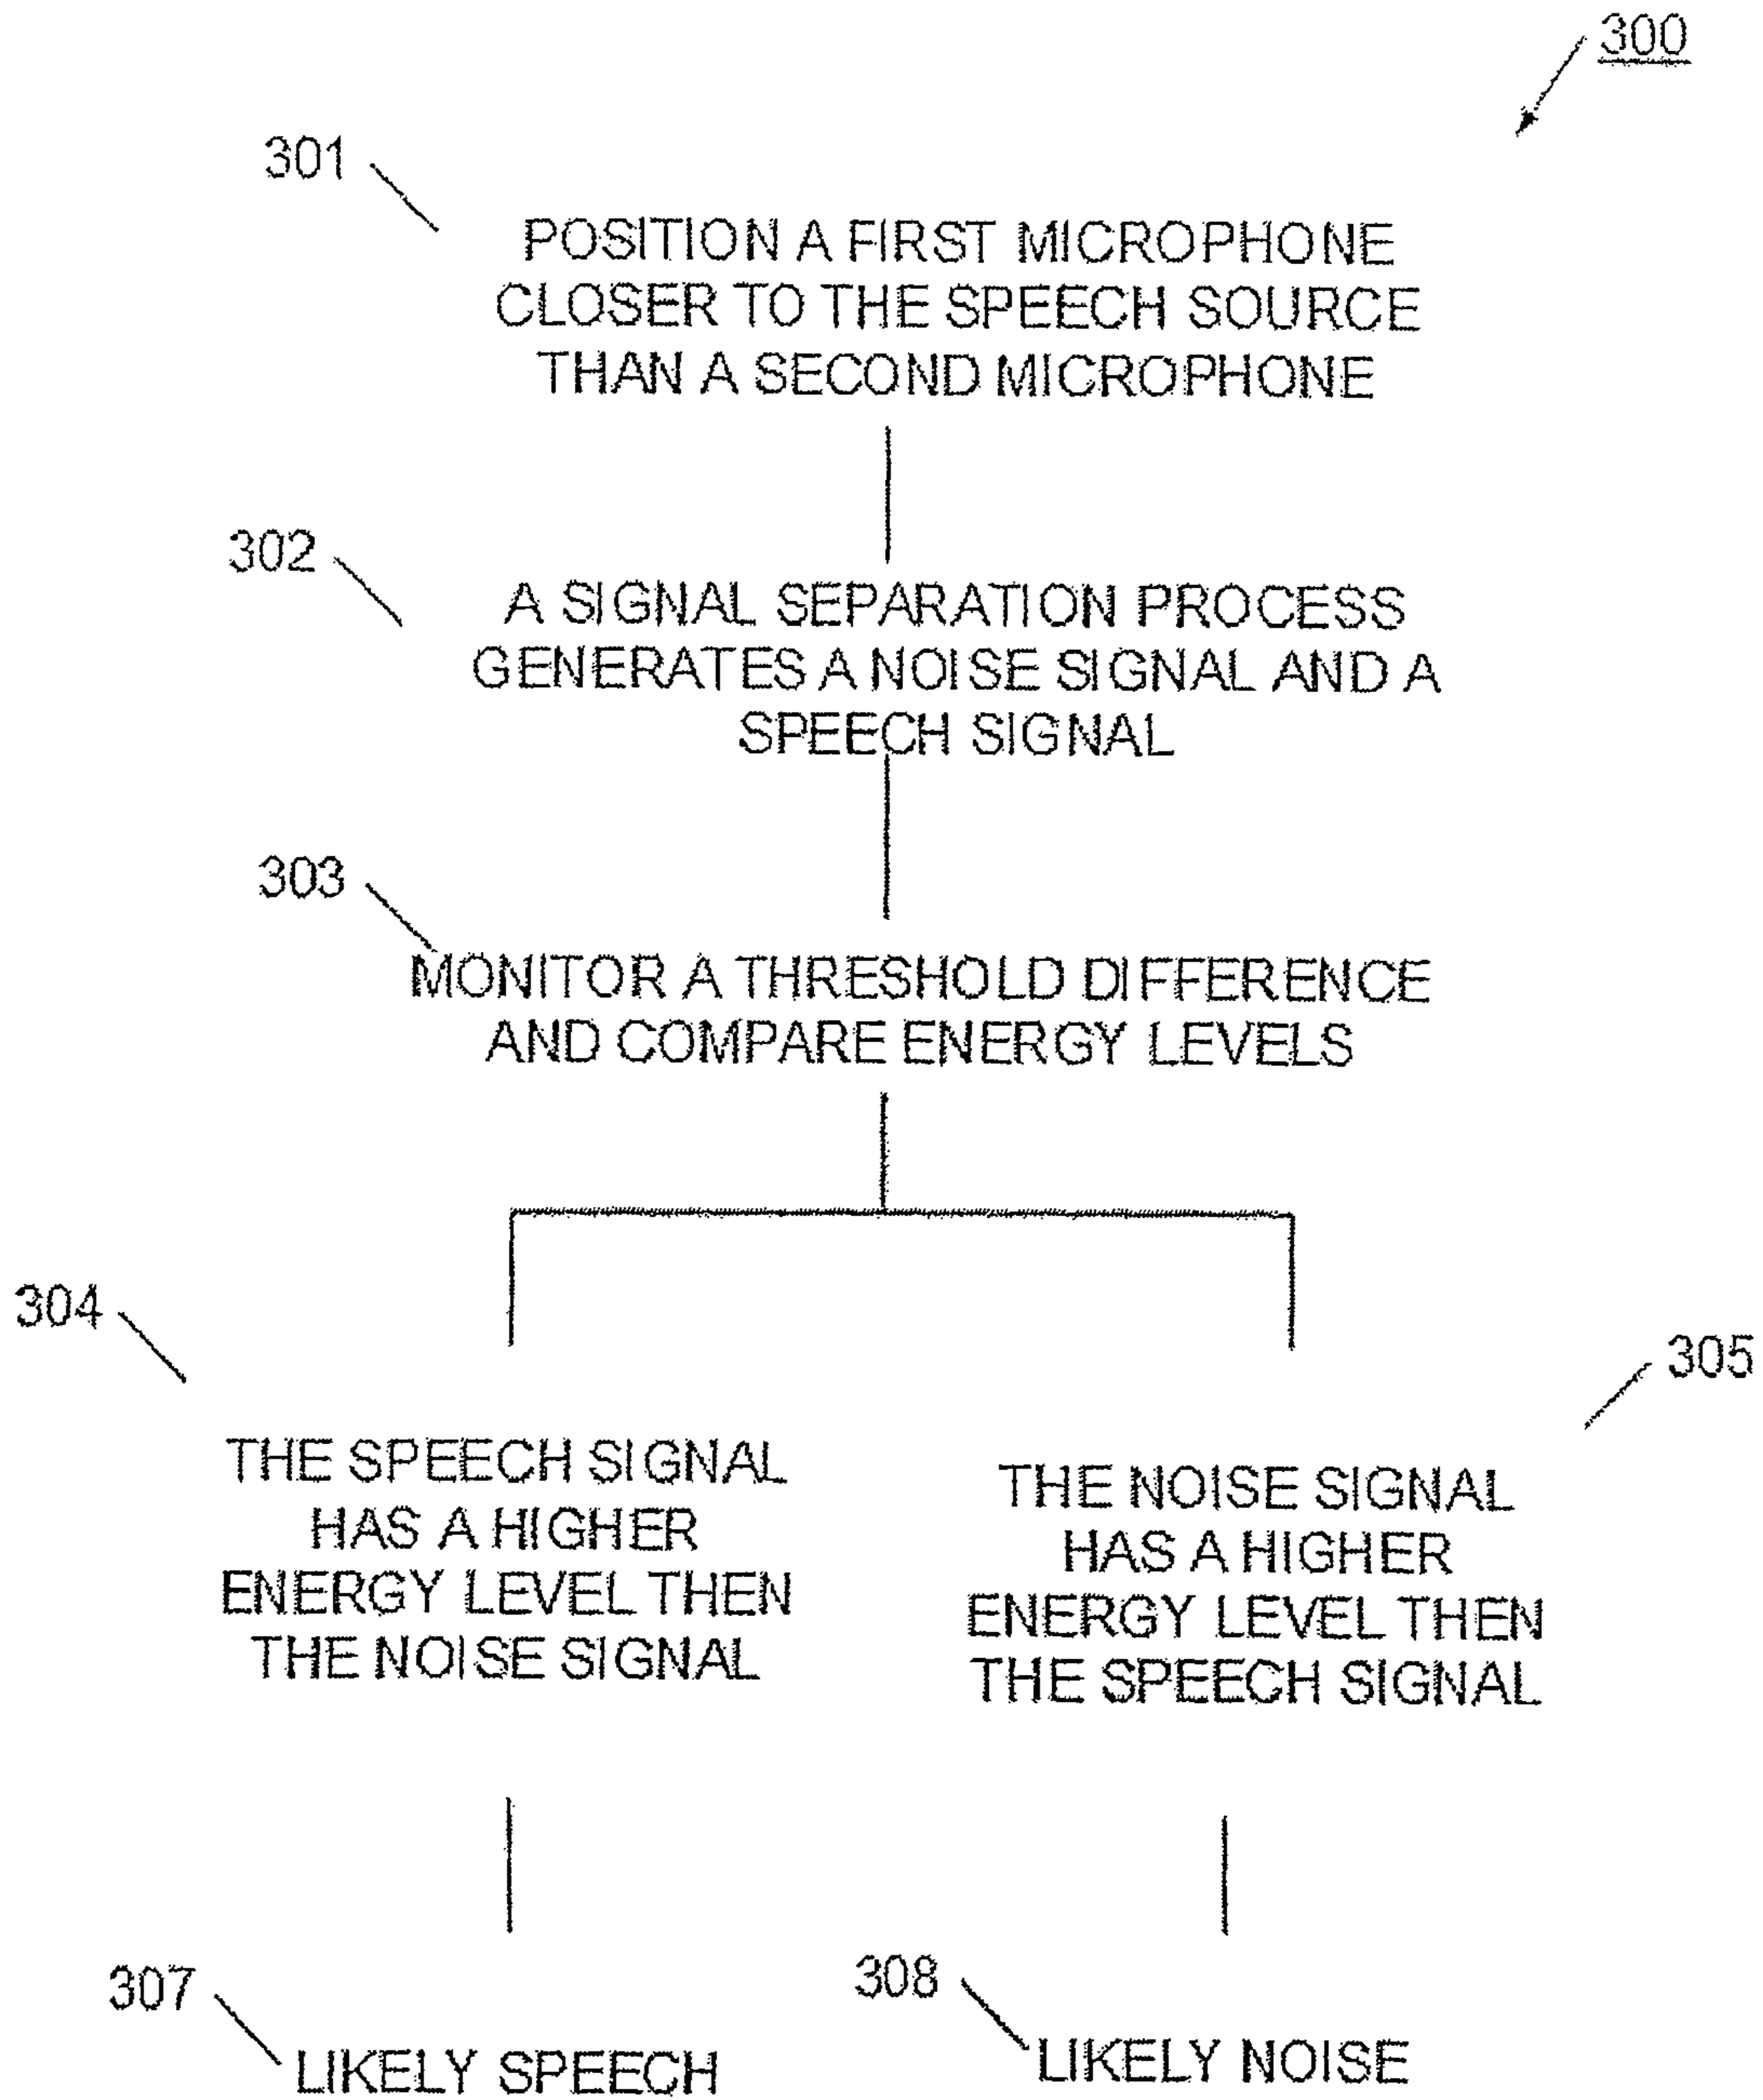 300
301
POSITION A FIRST MICROPHONE
CLOSER TO THE SPEECH SOURCE
THAN A SECOND MICROPHONE
302
A SIGNAL SEPARATION PROCESS
GENERATES A NOISE SIGNAL AND A
SPEECH SIGNAL
303
MONITOR A THRESHOLD DIFFERENCE
AND COMPARE ENERGY LEVELS
304
THE SPEECH SIGNAL
HAS A HIGHER
ENERGY LEVEL THEN
THE NOISE SIGNAL
305
THE NOISE SIGNAL
HAS A HIGHER
ENERGY LEVEL THEN
THE SPEECH SIGNAL
307
LIKELY SPEECH
308
LIKELY NOISE